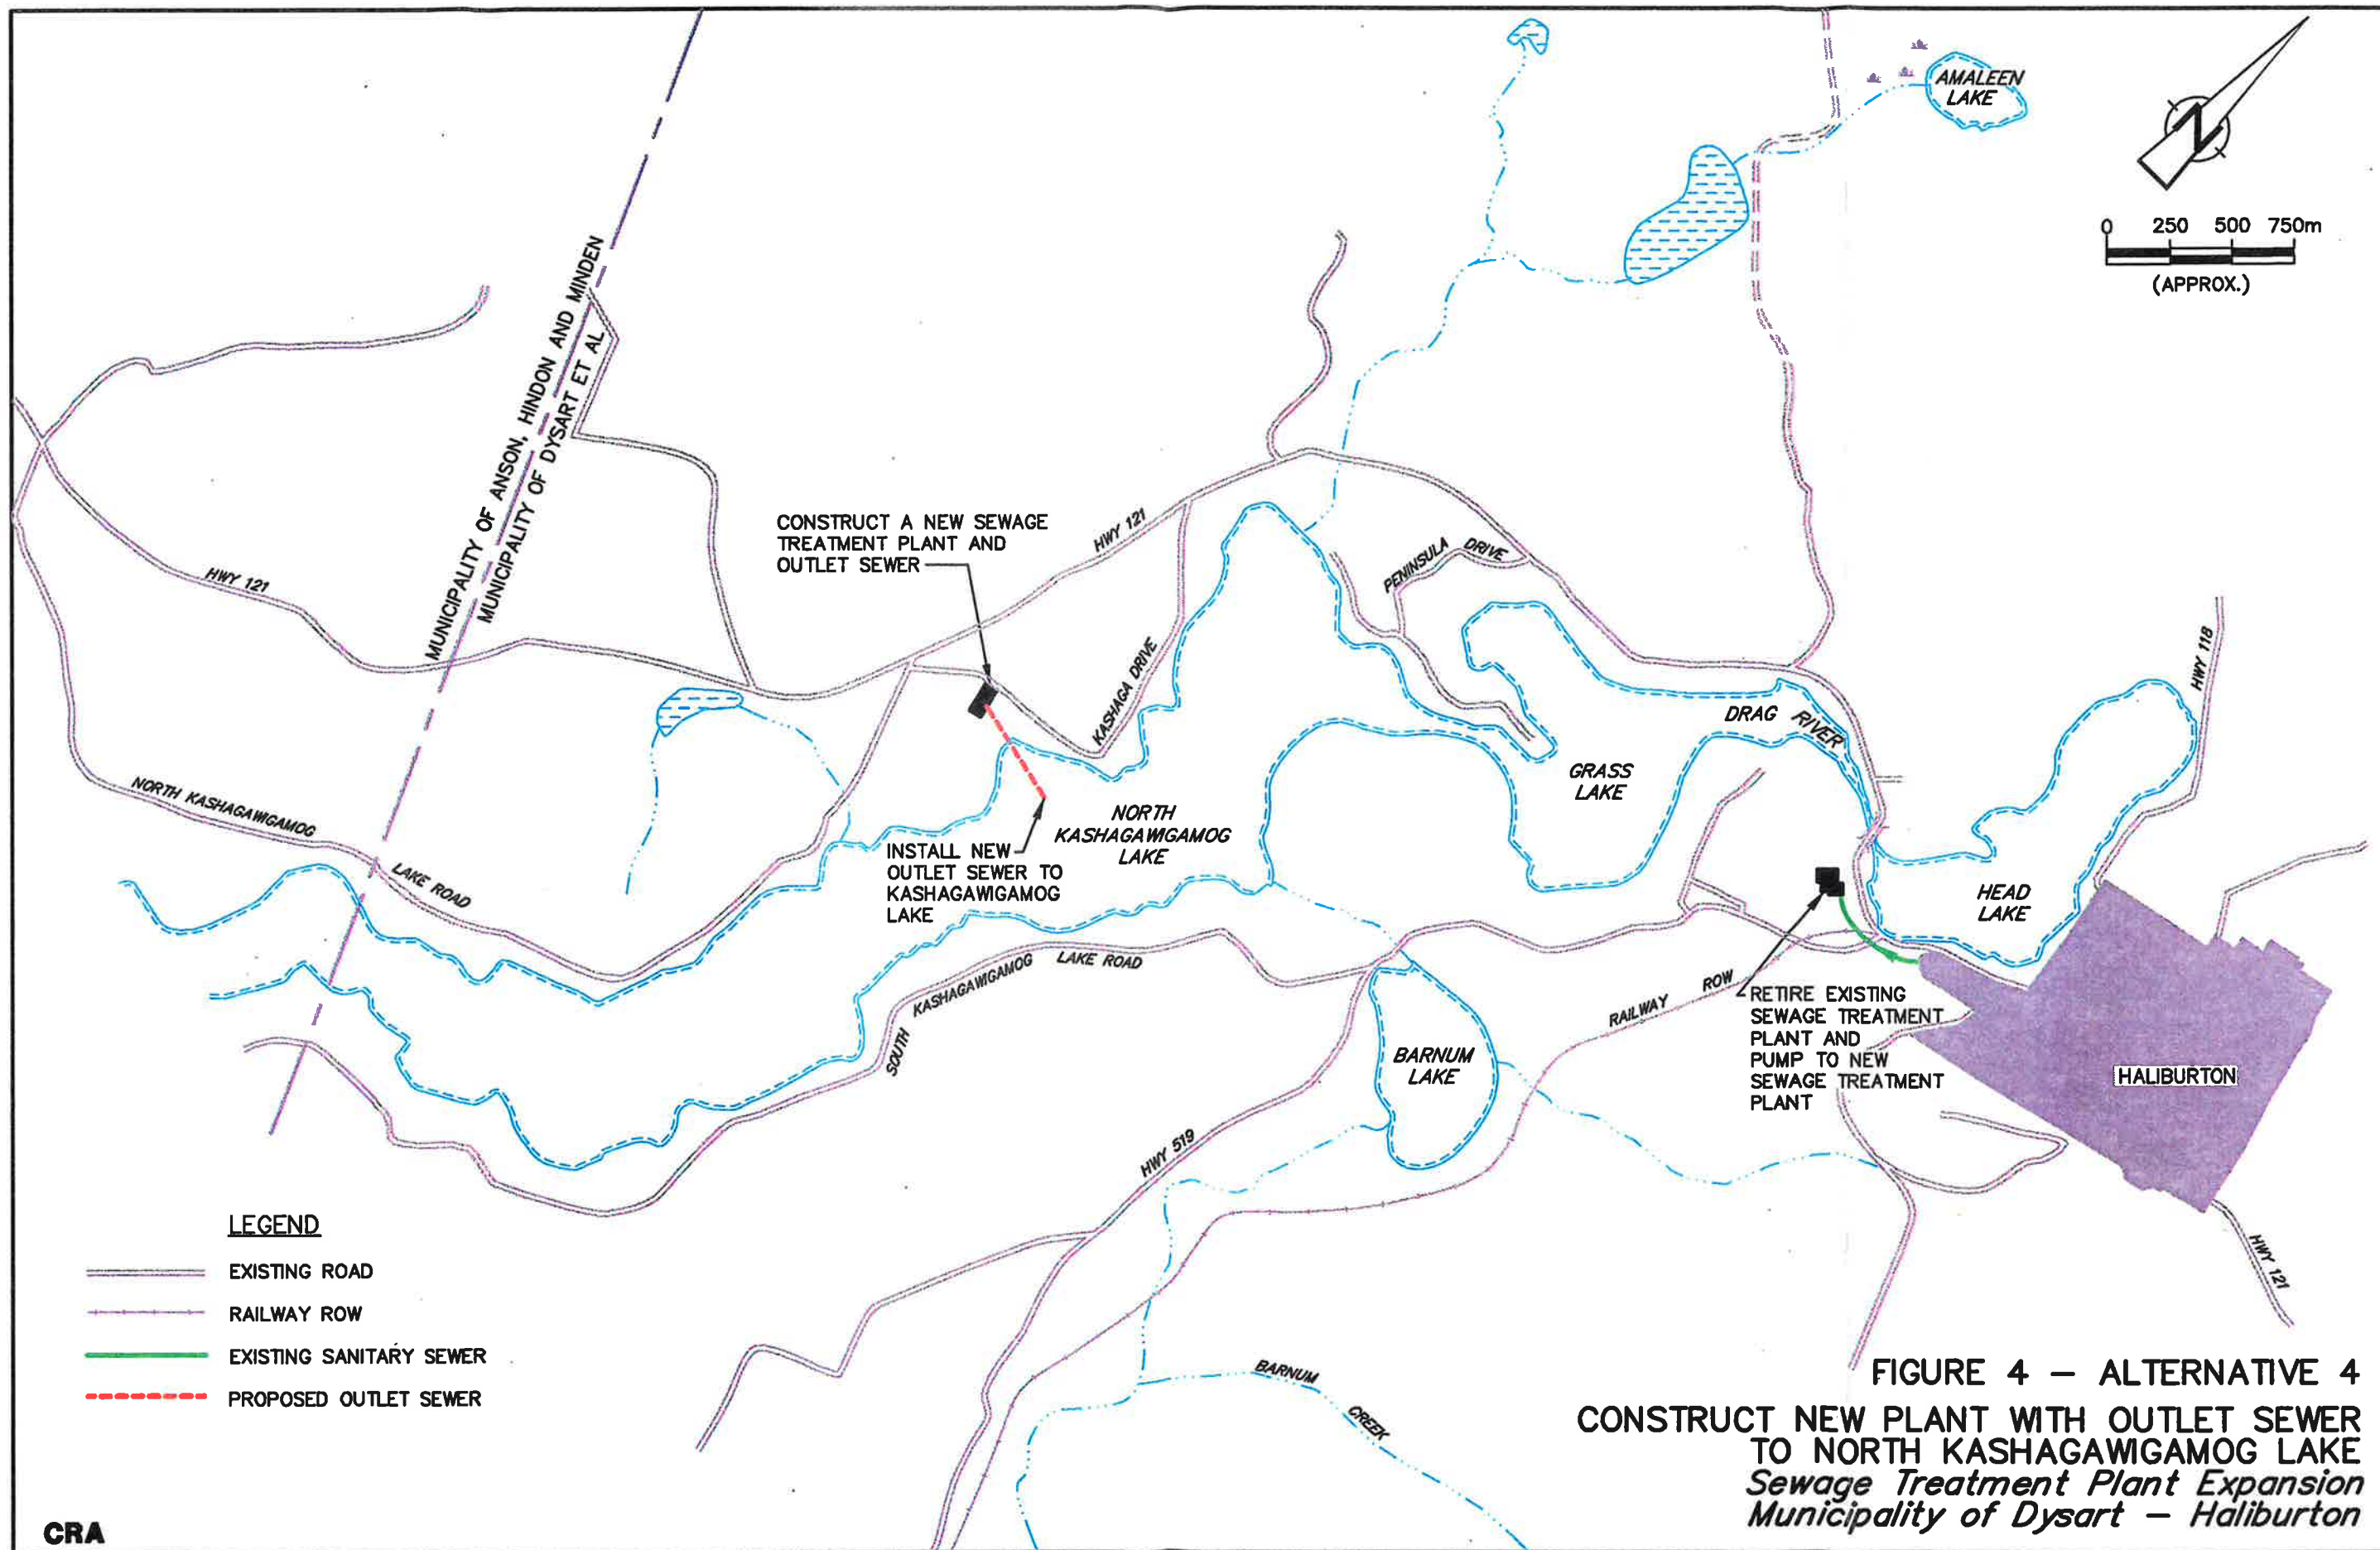 AMALEEN
LAKE
N
0 250 500 750m
(APPROX.)
MUNICIPALITY OF ANSON, HINDON AND MINDEN
MUNICIPALITY OF DYSART ET AL
CONSTRUCT A NEW SEWAGE
TREATMENT PLANT AND
OUTLET SEWER
HWY 121
HWY 121
PENINSULA DRIVE
KASHAGA DRIVE
HWY 118
DRAG RIVER
GRASS
LAKE
NORTH KASHAGAWIGAMOG
LAKE ROAD
NORTH
KASHAGAWIGAMOG
LAKE
INSTALL NEW
OUTLET SEWER TO
KASHAGAWIGAMOG
LAKE
HEAD
LAKE
SOUTH KASHAGAWIGAMOG LAKE ROAD
RAILWAY ROW
RETIRE EXISTING
SEWAGE TREATMENT
PLANT AND
PUMP TO NEW
SEWAGE TREATMENT
PLANT
BARNUM
LAKE
HALIBURTON
HWY 519
HWY 121
BARNUM CREEK
LEGEND
EXISTING ROAD
RAILWAY ROW
EXISTING SANITARY SEWER
PROPOSED OUTLET SEWER
FIGURE 4 — ALTERNATIVE 4
CONSTRUCT NEW PLANT WITH OUTLET SEWER
TO NORTH KASHAGAWIGAMOG LAKE
Sewage Treatment Plant Expansion
Municipality of Dysart — Haliburton
CRA